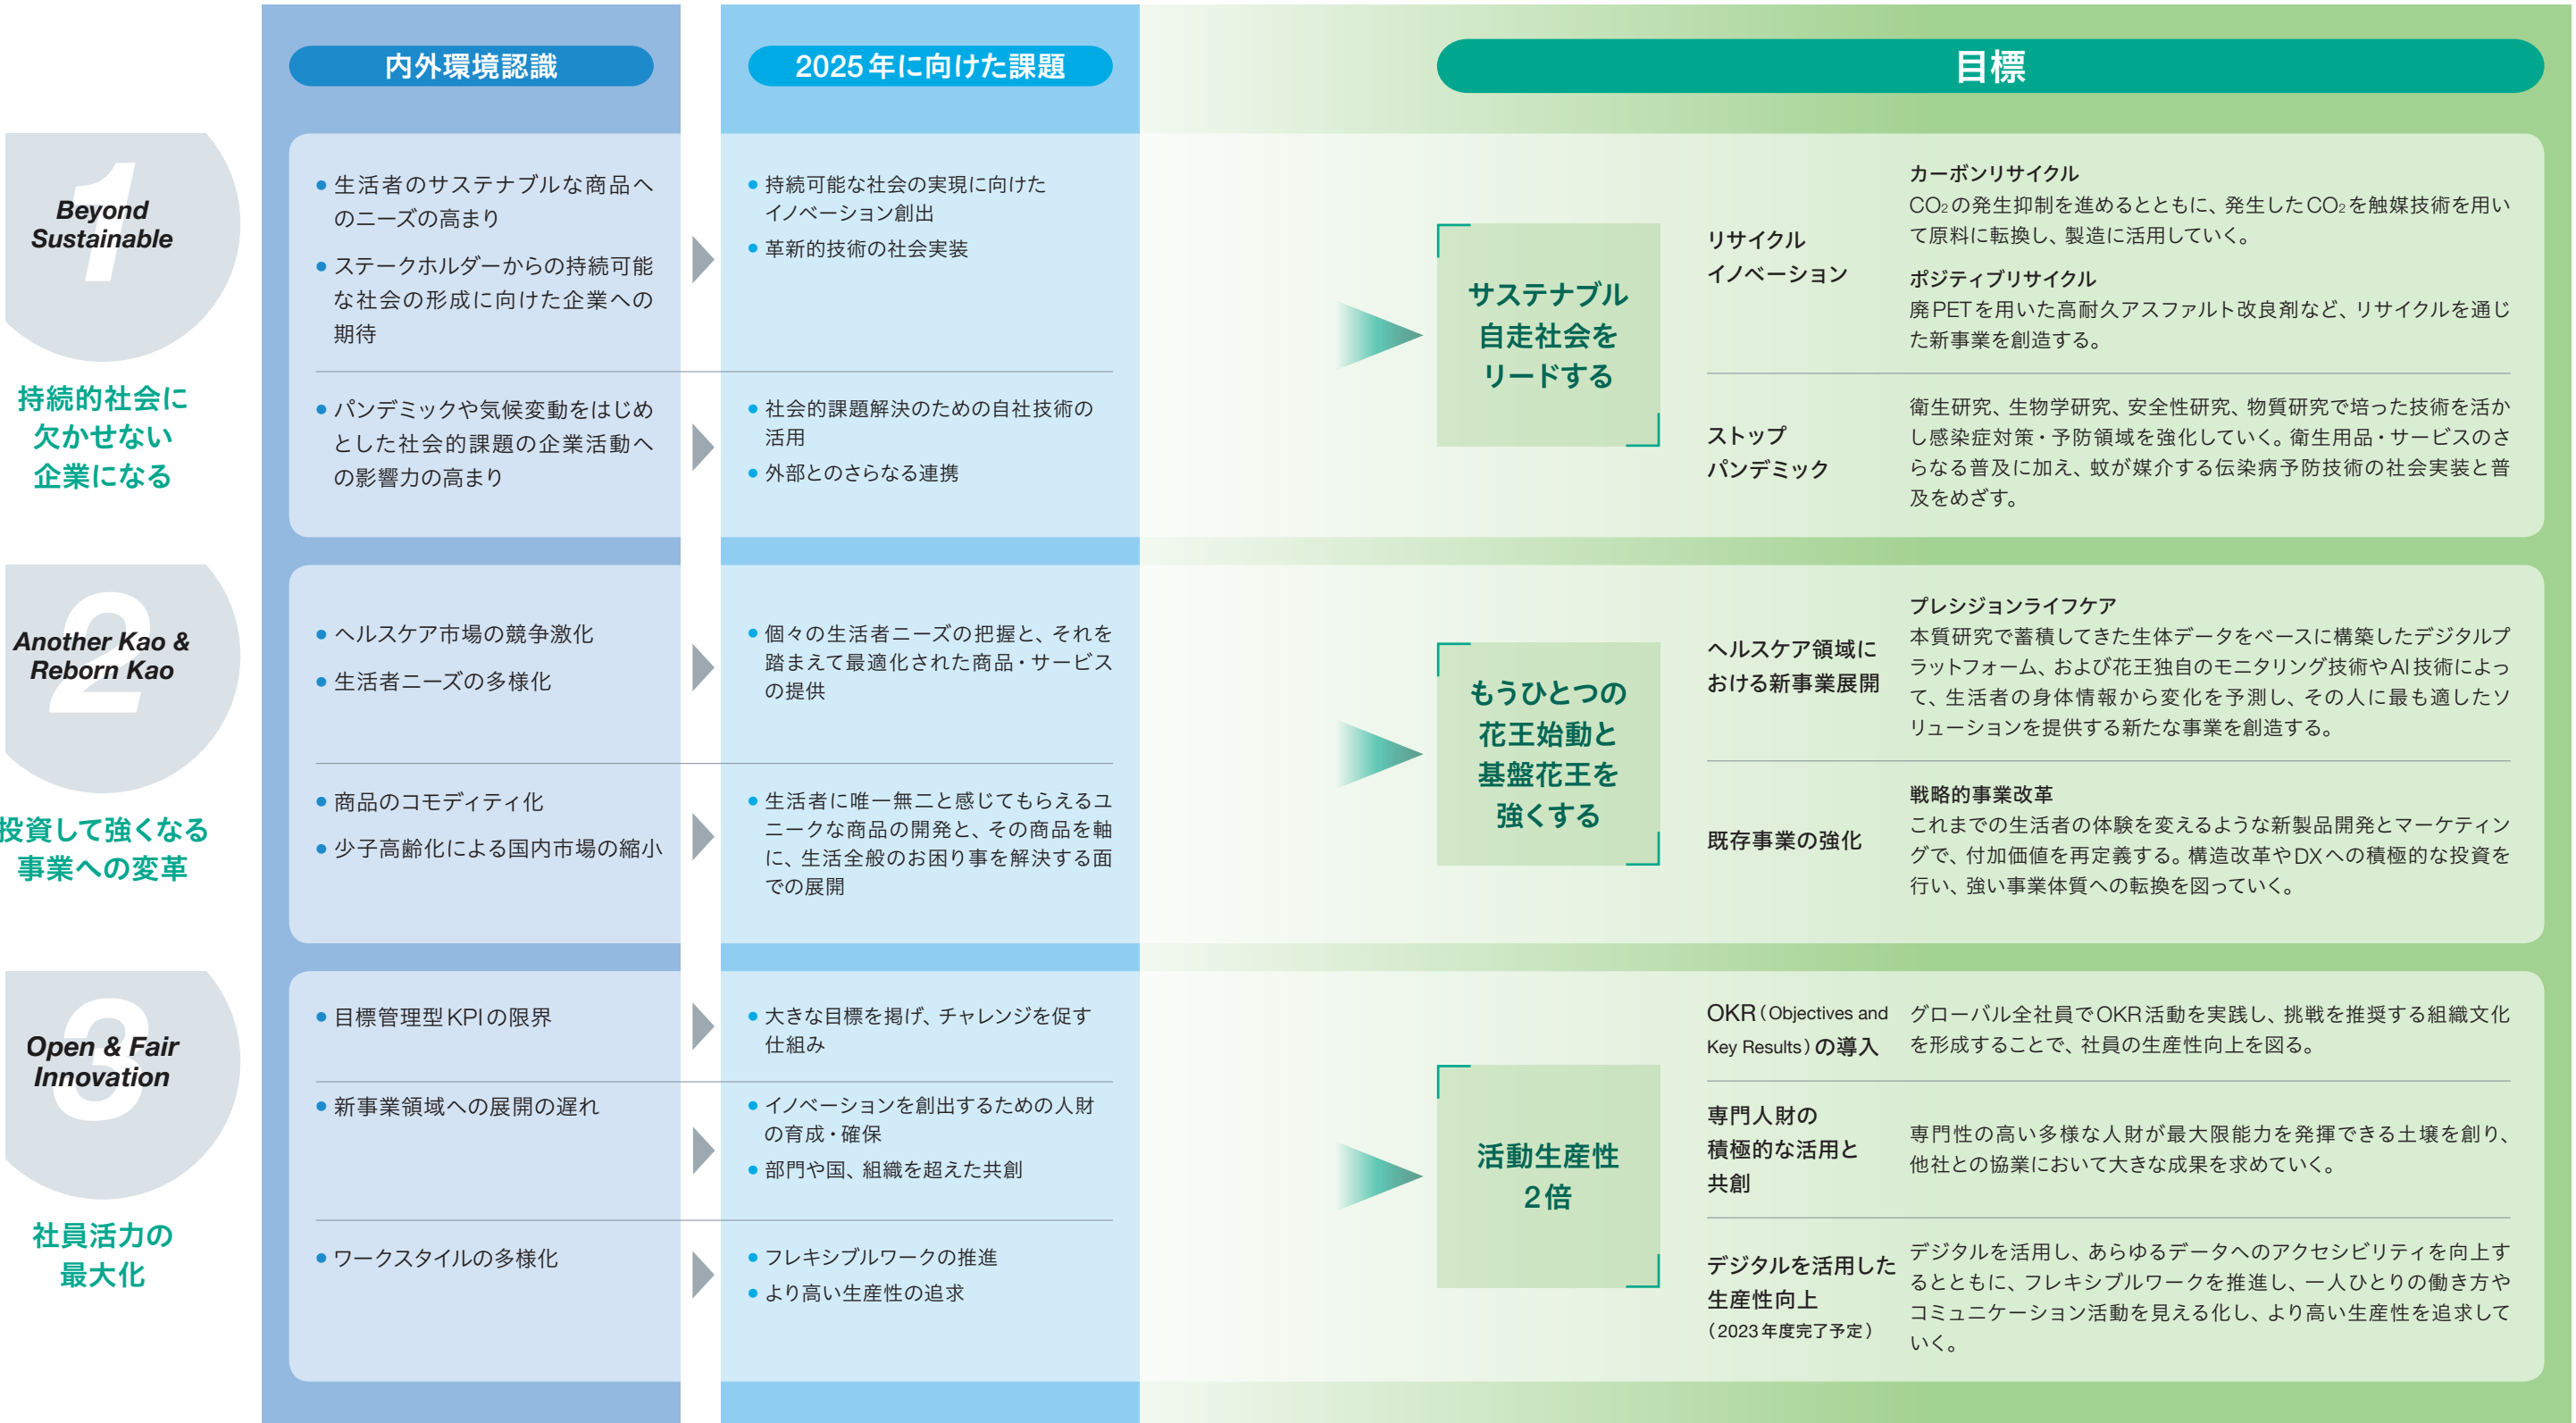 内外環境認識
2025年に向けた課題
目標
1
Beyond
Sustainable
持続的社会に
欠かせない
企業になる
● 生活者のサステナブルな商品へ
のニーズの高まり
● ステークホルダーからの持続可能
な社会の形成に向けた企業への
期待
● 持続可能な社会の実現に向けた
イノベーション創出
● 革新的技術の社会実装
● パンデミックや気候変動をはじめ
とした社会的課題の企業活動へ
の影響力の高まり
● 社会的課題解決のための自社技術の
活用
● 外部とのさらなる連携
サステナブル
自走社会を
リードする
リサイクル
イノベーション
カーボンリサイクル
CO₂の発生抑制を進めるとともに、発生したCO₂を触媒技術を用い
て原料に転換し、製造に活用していく。
ポジティブリサイクル
廃PETを用いた高耐久アスファルト改良剤など、リサイクルを通じ
た新事業を創造する。
ストップ
パンデミック
衛生研究、生物学研究、安全性研究、物質研究で培った技術を活か
し感染症対策・予防領域を強化していく。衛生用品・サービスのさ
らなる普及に加え、蚊が媒介する伝染病予防技術の社会実装と普
及をめざす。
2
Another Kao &
Reborn Kao
投資して強くなる
事業への変革
● ヘルスケア市場の競争激化
● 生活者ニーズの多様化
● 個々の生活者ニーズの把握と、それを
踏まえて最適化された商品・サービス
の提供
● 商品のコモディティ化
● 少子高齢化による国内市場の縮小
● 生活者に唯一無二と感じてもらえるユ
ニークな商品の開発と、その商品を軸
に、生活全般のお困り事を解決する面
での展開
もうひとつの
花王始動と
基盤花王を
強くする
ヘルスケア領域に
おける新事業展開
プレシジョンライフケア
本質研究で蓄積してきた生体データをベースに構築したデジタルプ
ラットフォーム、および花王独自のモニタリング技術やAI技術によっ
て、生活者の身体情報から変化を予測し、その人に最も適したソ
リューションを提供する新たな事業を創造する。
既存事業の強化
戦略的事業改革
これまでの生活者の体験を変えるような新製品開発とマーケティン
グで、付加価値を再定義する。構造改革やDXへの積極的な投資を
行い、強い事業体質への転換を図っていく。
3
Open & Fair
Innovation
社員活力の
最大化
● 目標管理型KPIの限界
● 大きな目標を掲げ、チャレンジを促す
仕組み
● 新事業領域への展開の遅れ
● イノベーションを創出するための人財
の育成・確保
● 部門や国、組織を超えた共創
● ワークスタイルの多様化
● フレキシブルワークの推進
● より高い生産性の追求
活動生産性
2倍
OKR（Objectives and
Key Results）の導入
グローバル全社員でOKR活動を実践し、挑戦を推奨する組織文化
を形成することで、社員の生産性向上を図る。
専門人財の
積極的な活用と
共創
専門性の高い多様な人財が最大限能力を発揮できる土壌を創り、
他社との協業において大きな成果を求めていく。
デジタルを活用した
生産性向上
（2023年度完了予定）
デジタルを活用し、あらゆるデータへのアクセシビリティを向上す
るとともに、フレキシブルワークを推進し、一人ひとりの働き方や
コミュニケーション活動を見える化し、より高い生産性を追求して
いく。